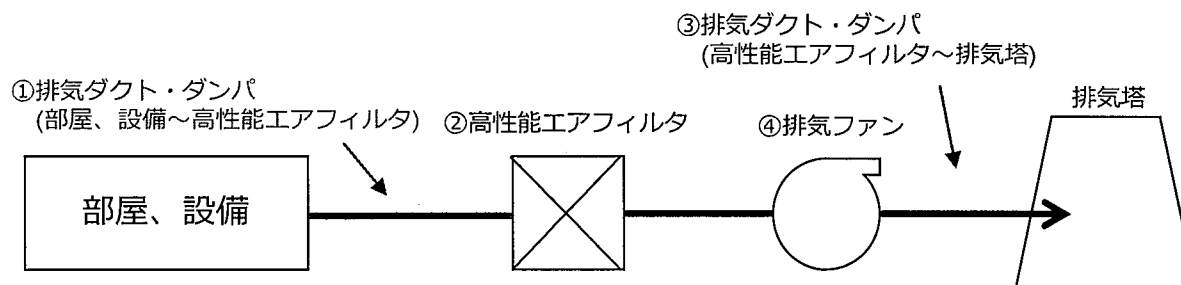 ③排気ダクト・ダンパ
(高性能エアフィルタ～排気塔)
①排気ダクト・ダンパ
(部屋、設備～高性能エアフィルタ)
②高性能エアフィルタ
④排気ファン
排気塔
部屋、設備